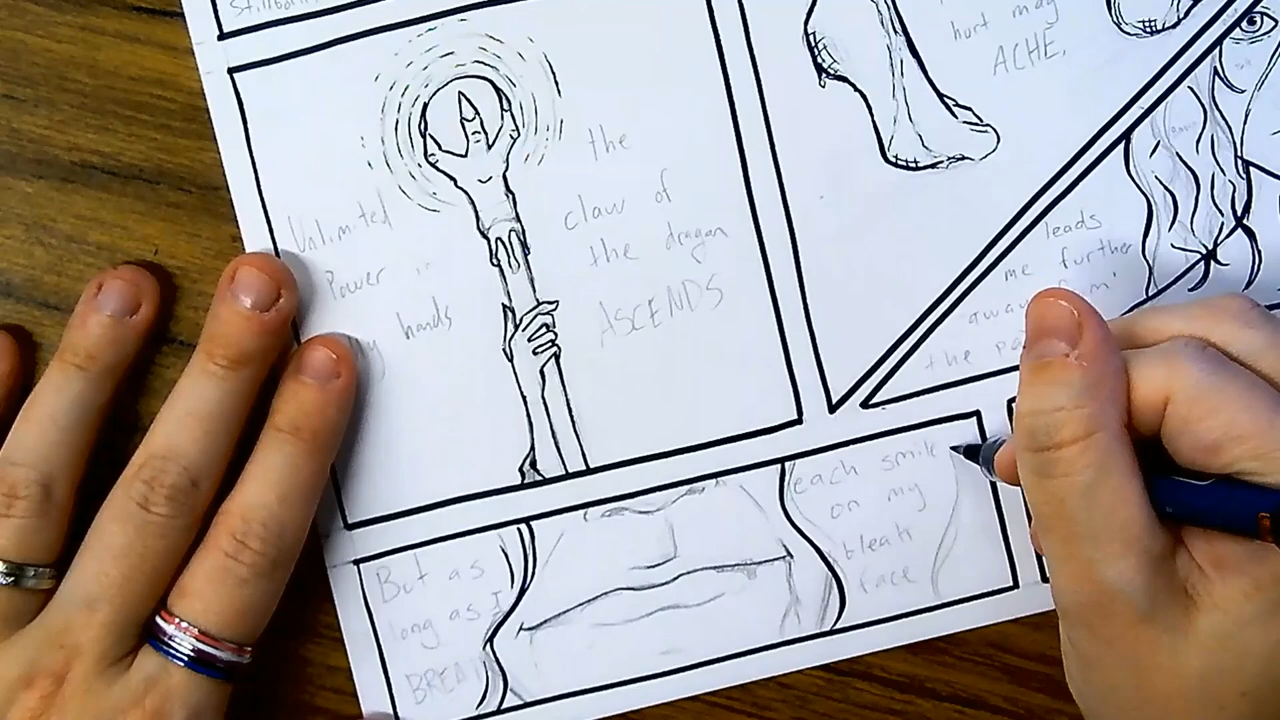 hurt may
ACHE,
Unlimited
Power in
hands
the
claw of
the dragon
ASCENDS
leads
me further
the
But as
long as I
each smile
on my
bleak
face